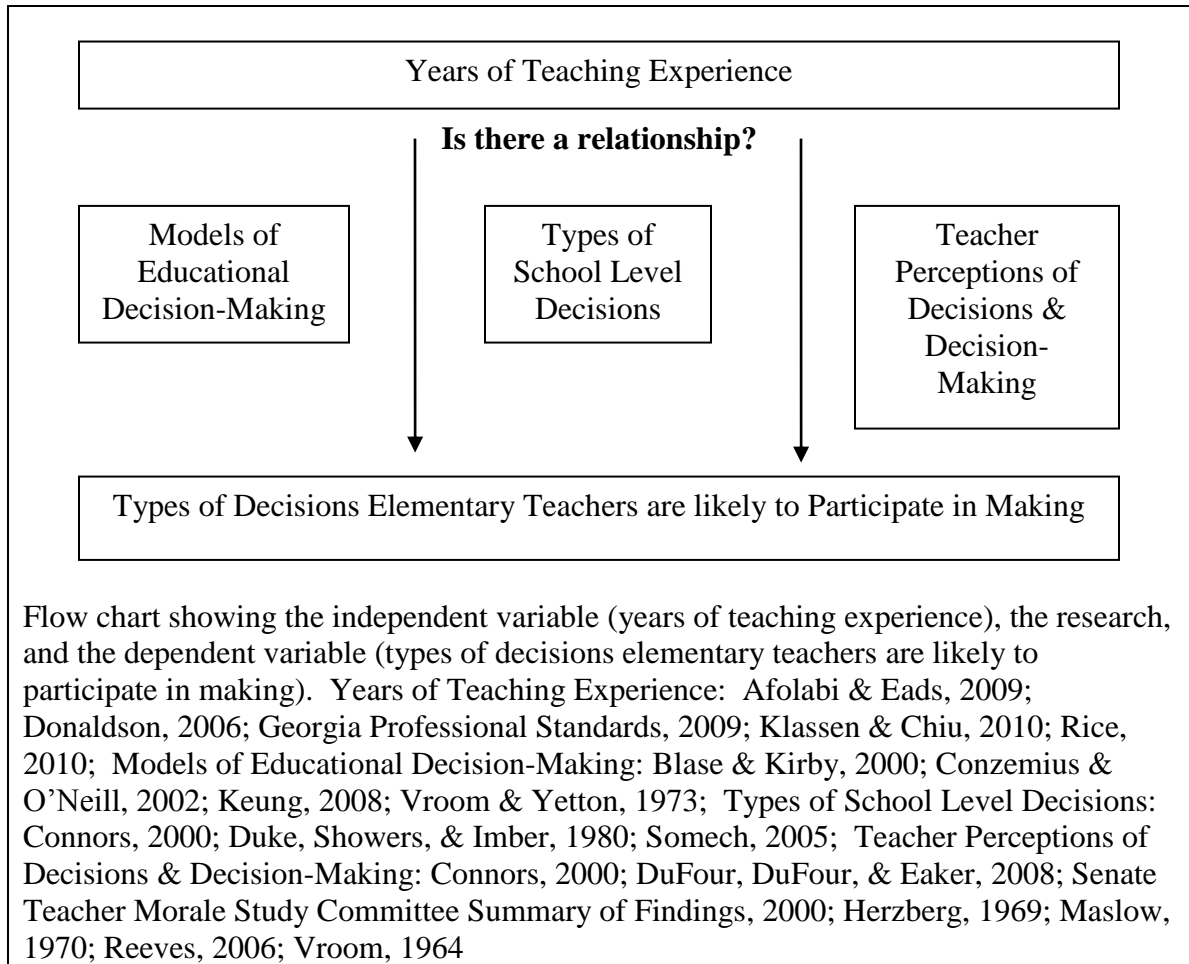 Years of Teaching Experience
Is there a relationship?
Models of
Educational
Decision-Making
Types of
School Level
Decisions
Teacher
Perceptions of
Decisions &
Decision-
Making
Types of Decisions Elementary Teachers are likely to Participate in Making
Flow chart showing the independent variable (years of teaching experience), the research,
and the dependent variable (types of decisions elementary teachers are likely to
participate in making).  Years of Teaching Experience:  Afolabi & Eads, 2009;
Donaldson, 2006; Georgia Professional Standards, 2009; Klassen & Chiu, 2010; Rice,
2010;  Models of Educational Decision-Making: Blase & Kirby, 2000; Conzemius &
O’Neill, 2002; Keung, 2008; Vroom & Yetton, 1973;  Types of School Level Decisions:
Connors, 2000; Duke, Showers, & Imber, 1980; Somech, 2005;  Teacher Perceptions of
Decisions & Decision-Making: Connors, 2000; DuFour, DuFour, & Eaker, 2008; Senate
Teacher Morale Study Committee Summary of Findings, 2000; Herzberg, 1969; Maslow,
1970; Reeves, 2006; Vroom, 1964